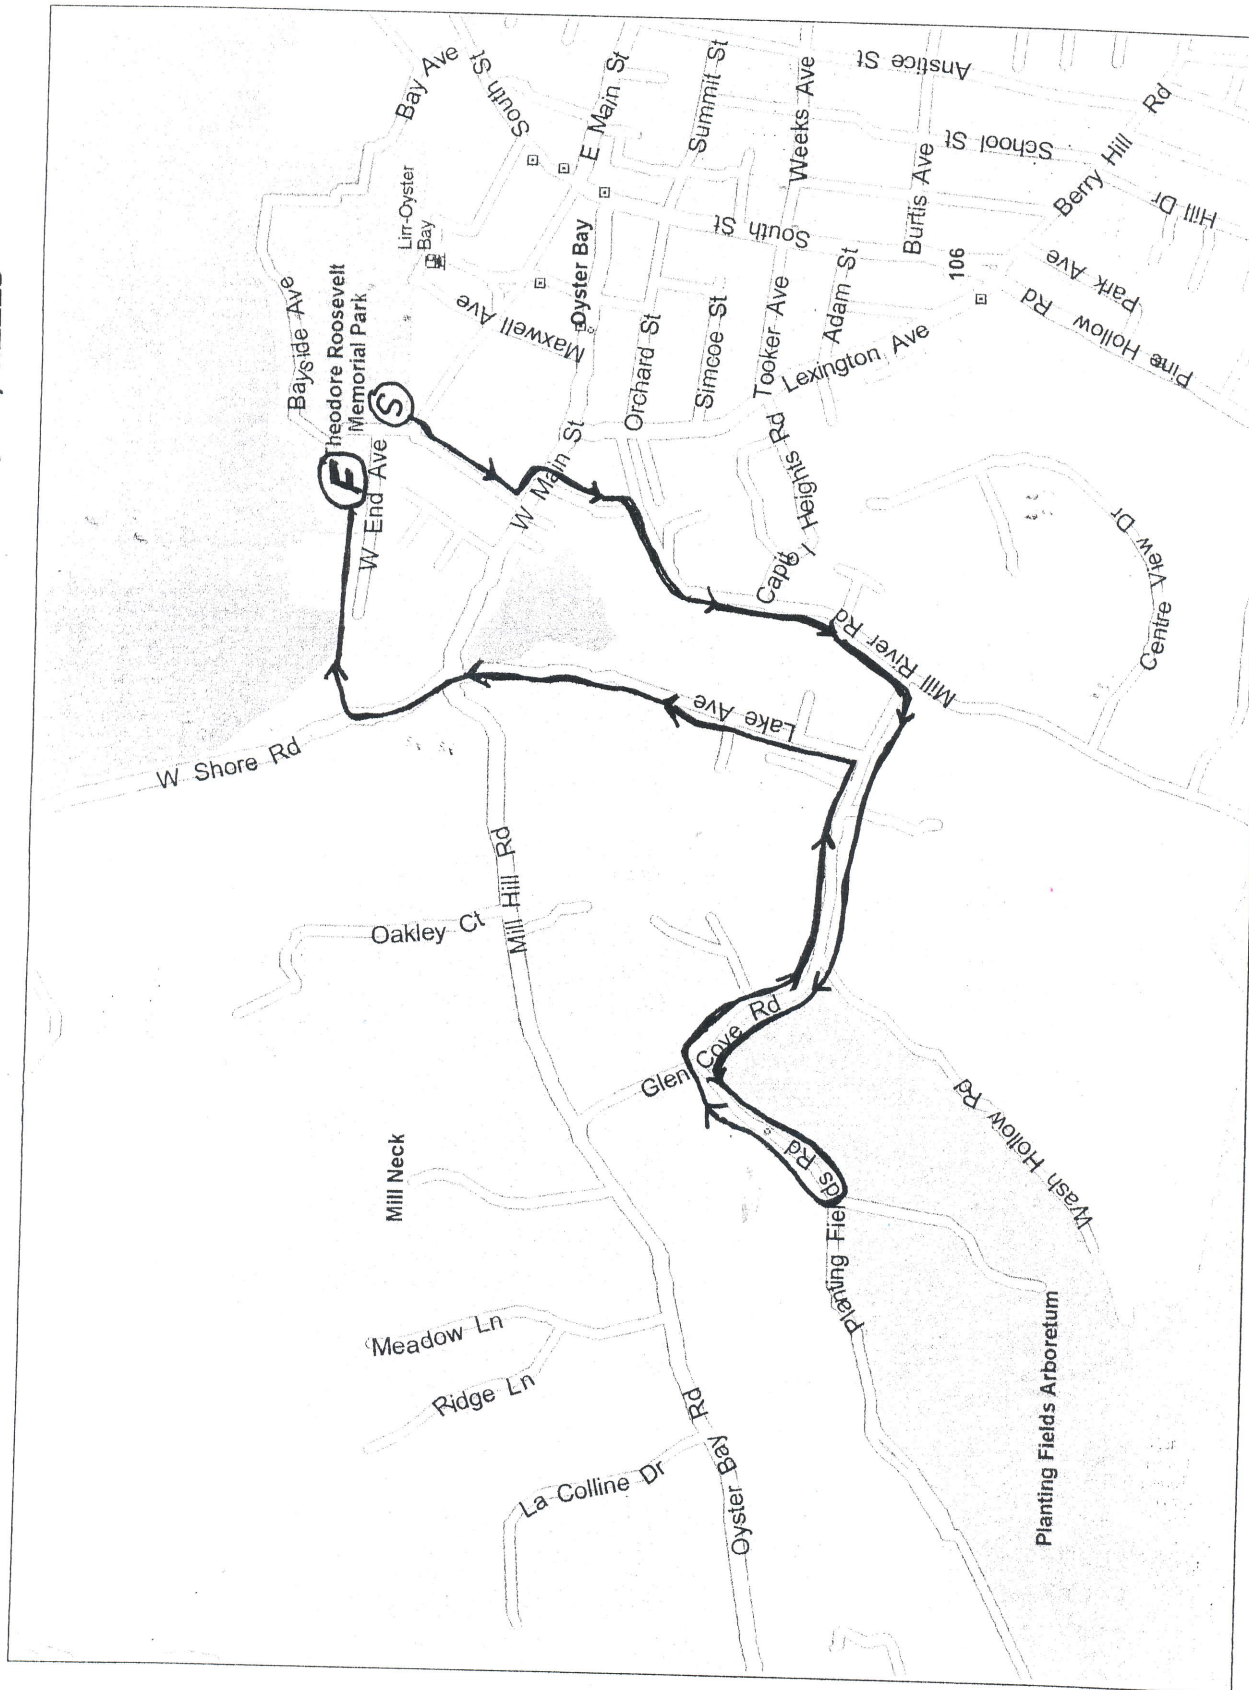 Bay Ave
South St
E Main St
Summit St
Weeks Ave
Anstice St
School St
Burtis Ave
Berry Hill Rd
Hill Dr
Lirr-Oyster
Bay
Bayside Ave
Theodore Roosevelt
Memorial Park
Maxwell Ave
Oyster Bay
South St
106
Park Ave
Pine Hollow Rd
Adam St
Tooker Ave
Lexington Ave
Simcoe St
Orchard St
S
F
W End Ave
W Main St
Capitol Heights Rd
Mill River Rd
Centre View Dr
Lake Ave
W Shore Rd
Mill Hill Rd
Oakley Ct
Glen Cove Rd
Wash Hollow Rd
Mill Neck
Planting Fields Rd
Meadow Ln
Ridge Ln
La Colline Dr
Oyster Bay Rd
Planting Fields Arboretum